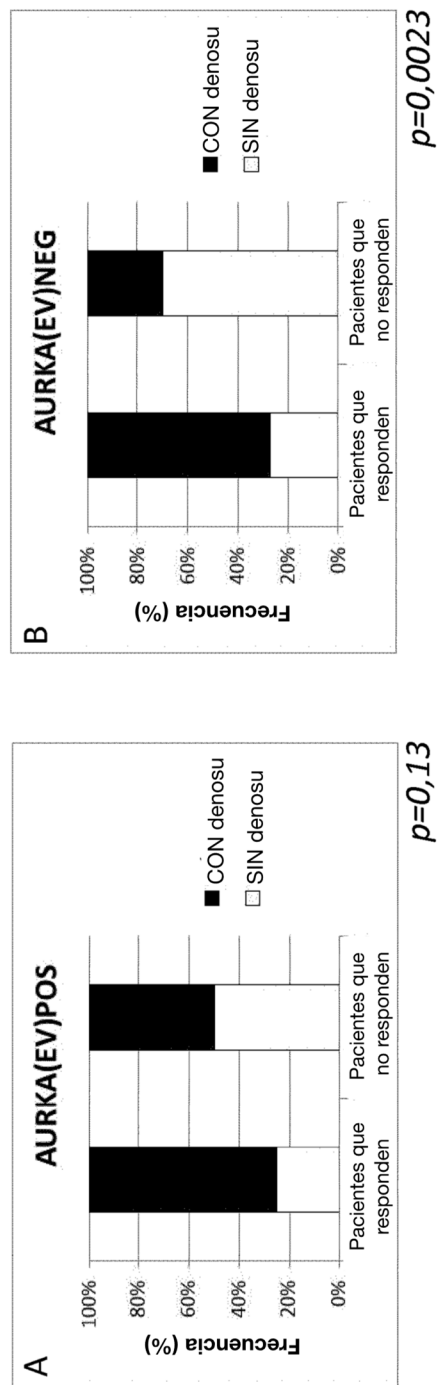 A
AURKA(EV)POS
100%
80%
60%
40%
20%
0%
Frecuencia (%)
Pacientes que
responden
Pacientes que
no responden
CON denosu
SIN denosu
p=0,13
B
AURKA(EV)NEG
100%
80%
60%
40%
20%
0%
Frecuencia (%)
Pacientes que
responden
Pacientes que
no responden
CON denosu
SIN denosu
p=0,0023